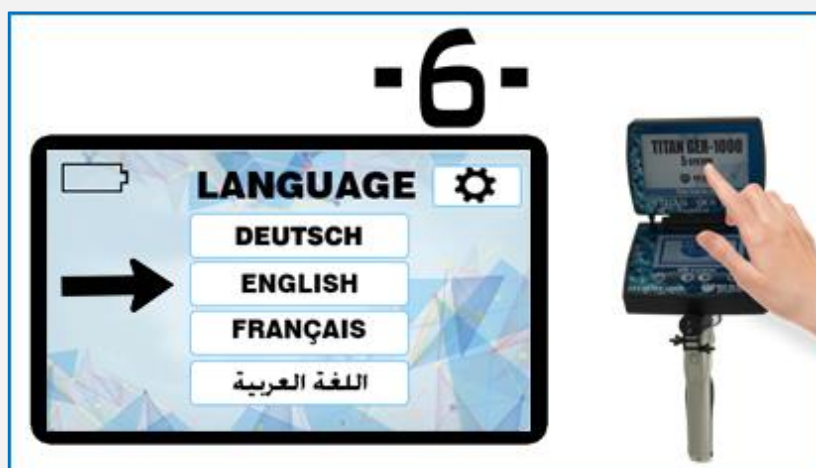 -6-
LANGUAGE
DEUTSCH
ENGLISH
FRANÇAIS
اللغة العربية
TITAN GER-1000